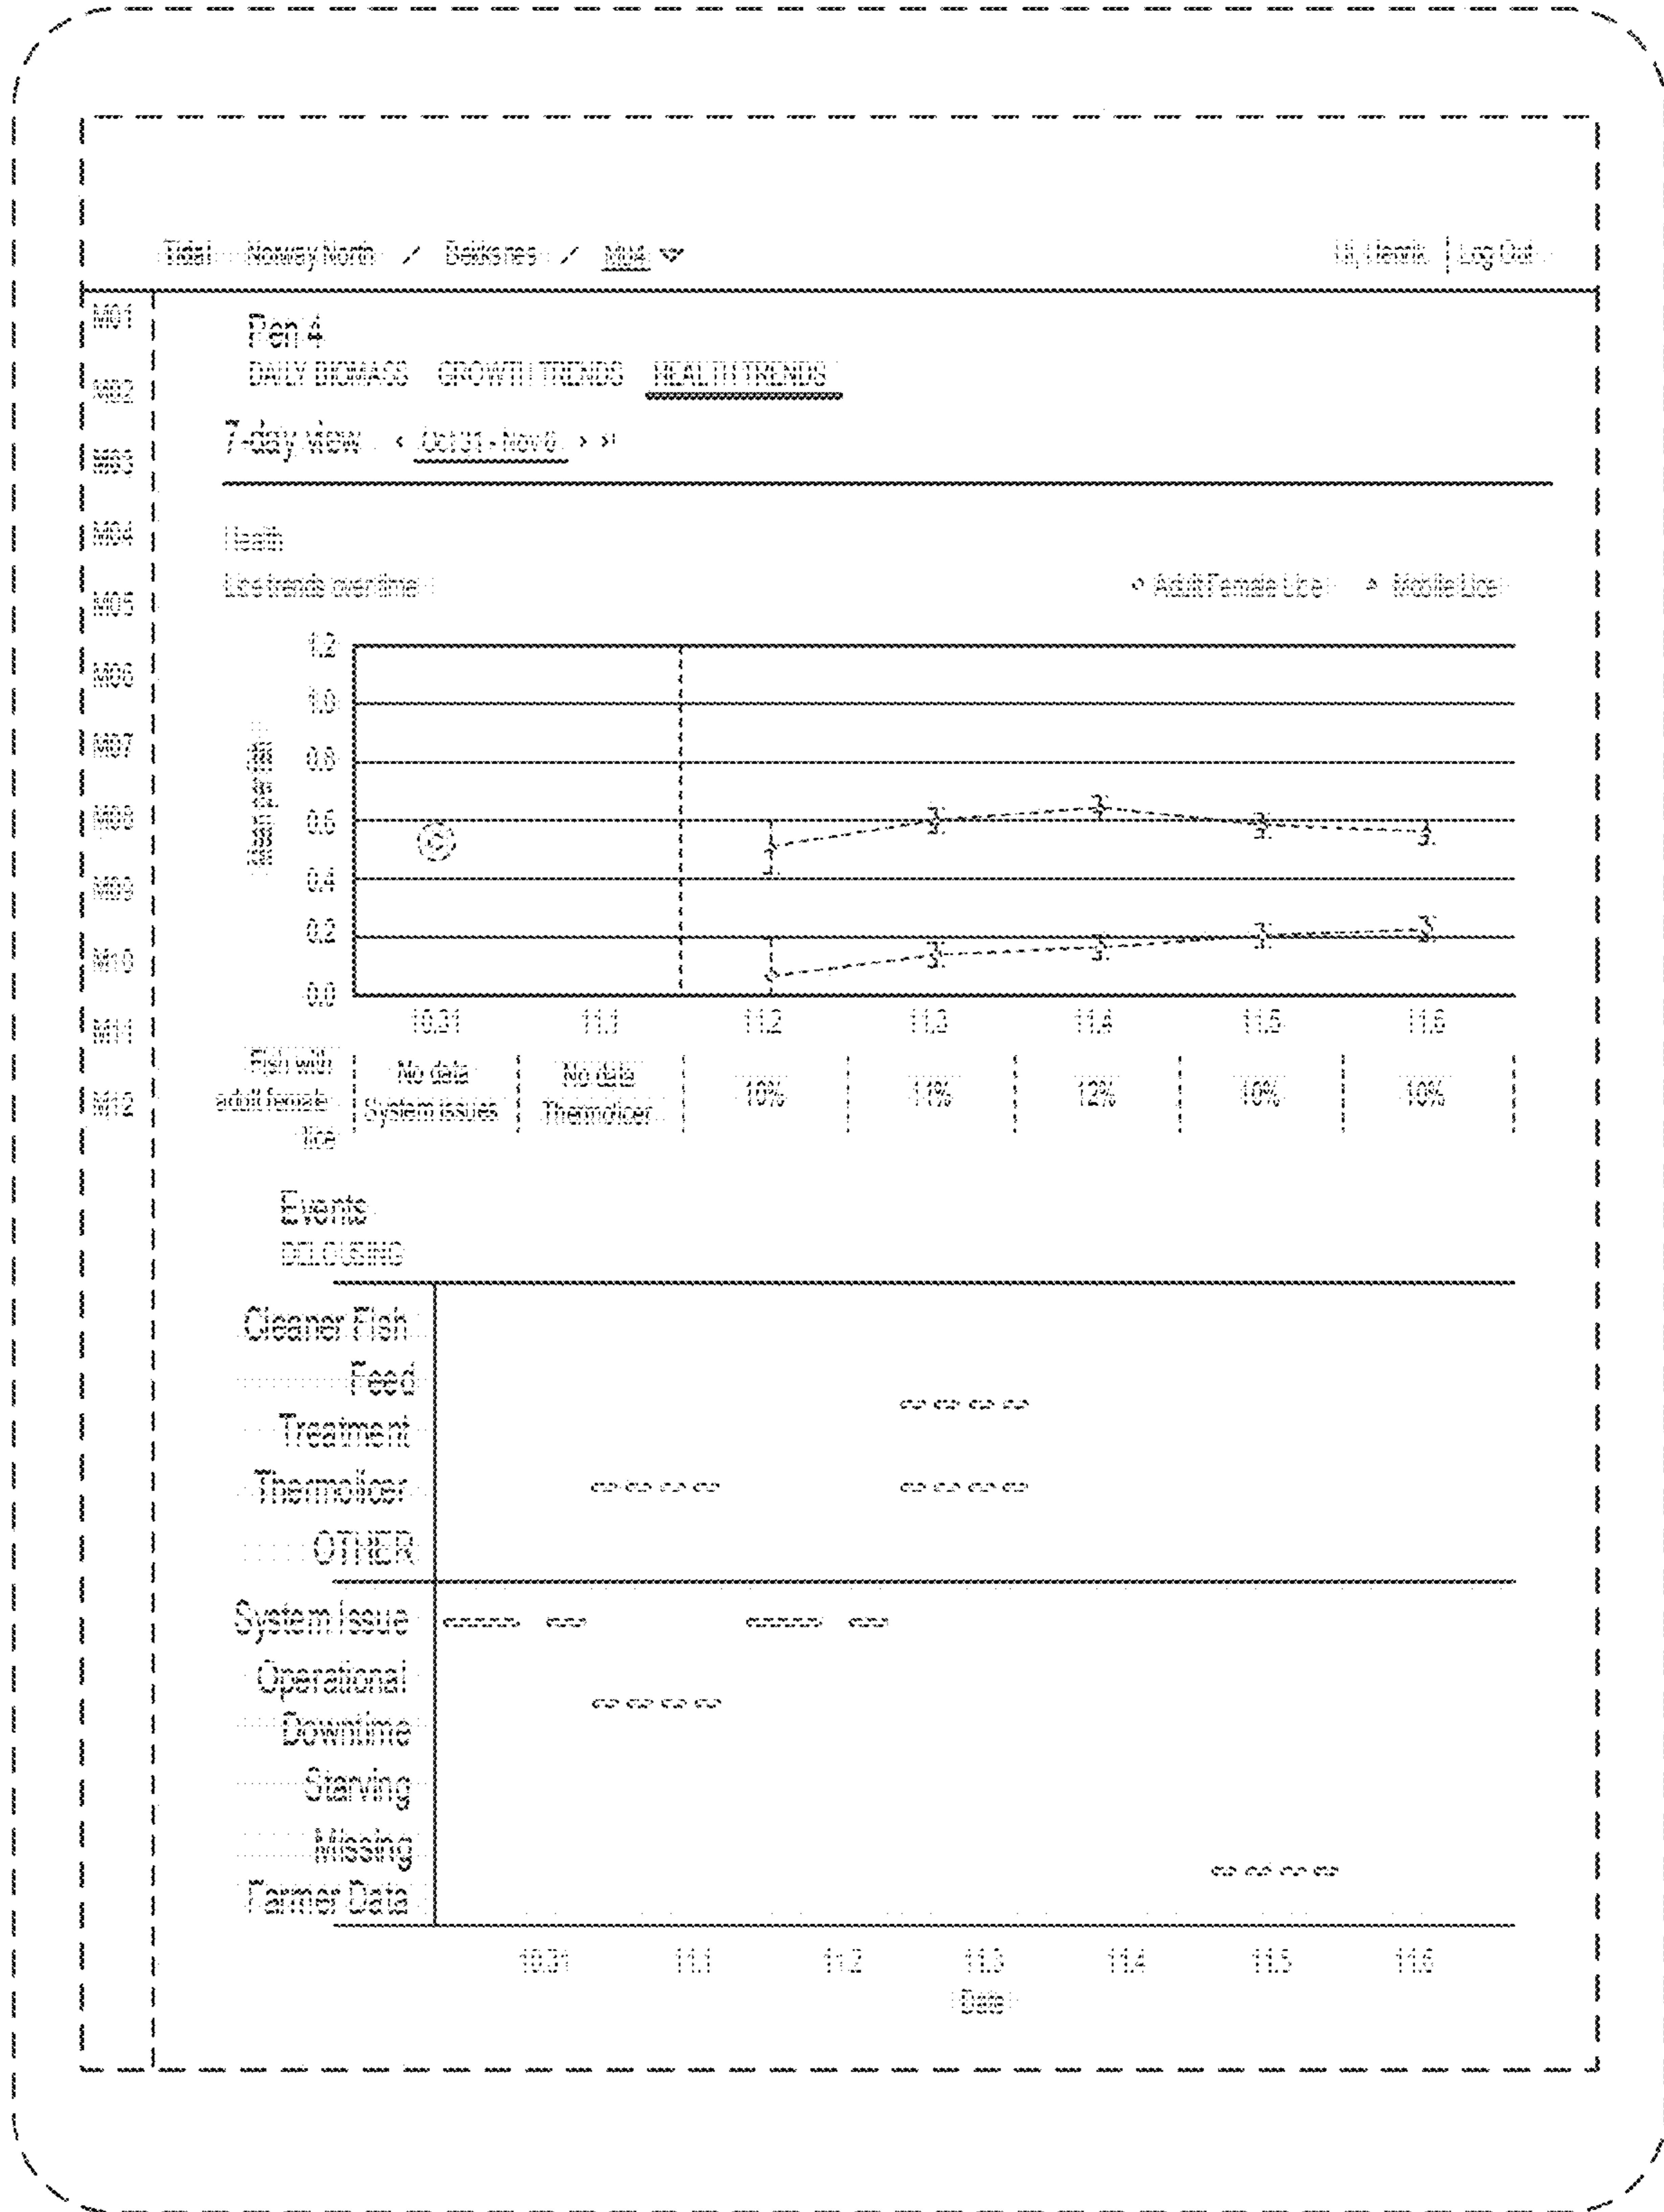 Tidal Norway North / Bakksnes / M04 Hi, Henrik | Log Out
M01
M02
M03
M04
M05
M06
M07
M08
M09
M10
M11
M12
Pen 4
DAILY BIOMASS GROWTH TRENDS HEALTH TRENDS
7-day view < Oct 31 - Nov 6 > >|
Health
Lice trends over time Adult Female Lice Mobile Lice
Mean per fish
1.2
1.0
0.8
0.6
0.4
0.2
0.0
10.31 11.1 11.2 11.3 11.4 11.5 11.6
Fish with
adult female
lice
No data
System issues
No data
Thermolicer
10% 11% 12% 10% 10%
Events
DELOUSING
Cleaner Fish
Feed
Treatment
Thermolicer
OTHER
System Issue
Operational
Downtime
Starving
Missing
Farmer Data
10.31 11.1 11.2 11.3 11.4 11.5 11.6
Date